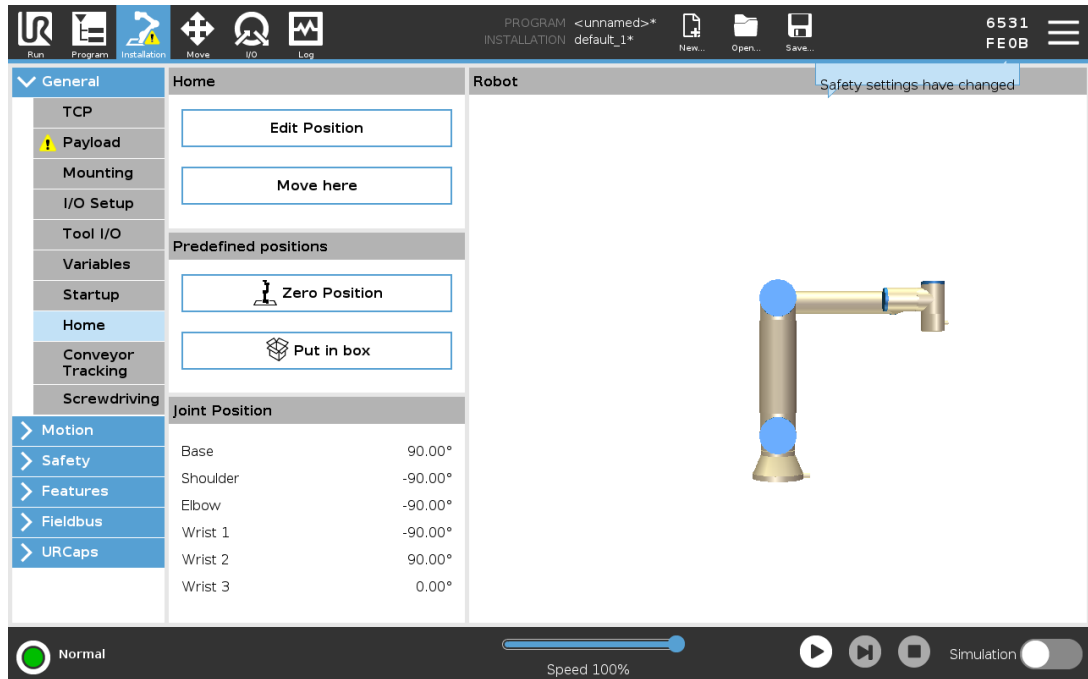 PROGRAM <unnamed>*
INSTALLATION default_1*
Run
Program
Installation
Move
I/O
Log
New...
Open...
Save...
6531
FE0B
Safety settings have changed
General
TCP
Payload
Mounting
I/O Setup
Tool I/O
Variables
Startup
Home
Conveyor
Tracking
Screwdriving
Motion
Safety
Features
Fieldbus
URCaps
Home
Edit Position
Move here
Predefined positions
Zero Position
Put in box
Joint Position
Base 90.00°
Shoulder -90.00°
Elbow -90.00°
Wrist 1 -90.00°
Wrist 2 90.00°
Wrist 3 0.00°
Robot
Normal
Speed 100%
Simulation